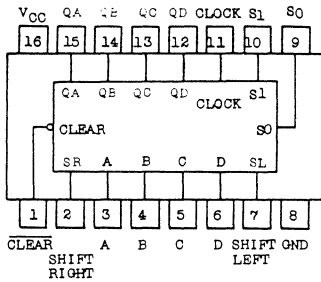 VCC QA QB QC QD CLOCK S1 S0
16 15 14 13 12 11 10 9
QA QB QC QD S1
CLOCK
CLEAR S0
SR A B C D SL
1 2 3 4 5 6 7 8
CLEAR A B C D SHIFT GND
SHIFT LEFT
RIGHT